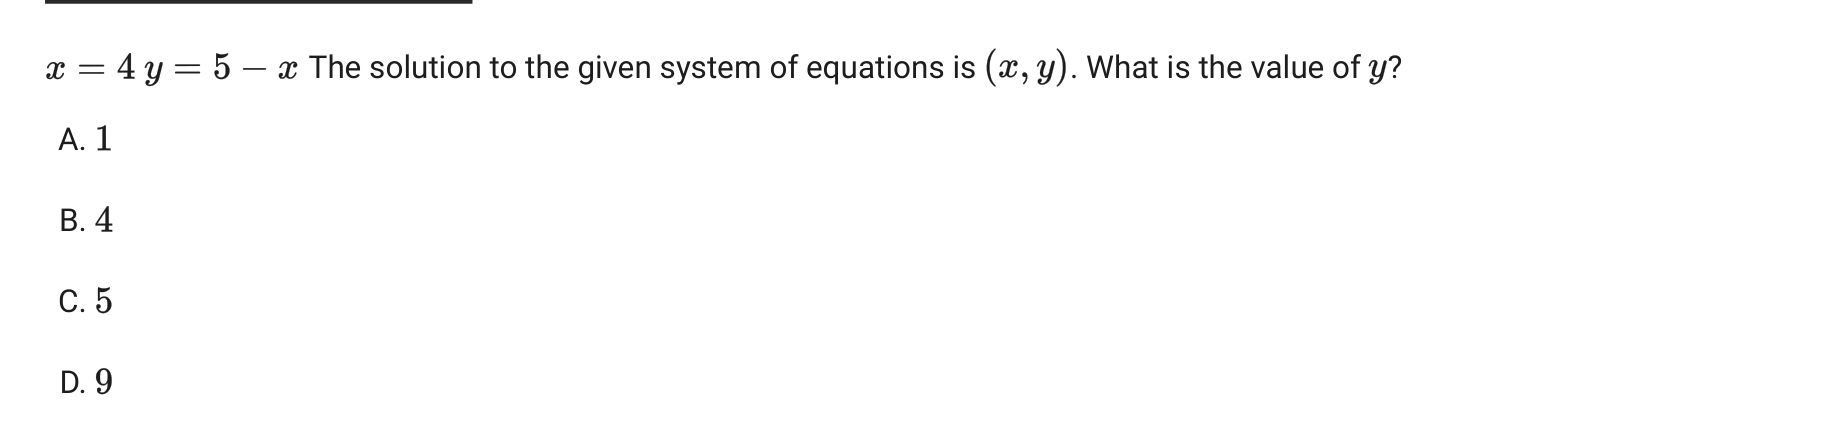 x = 4 y = 5 − x The solution to the given system of equations is (x, y). What is the value of y?
A. 1
B. 4
C. 5
D. 9